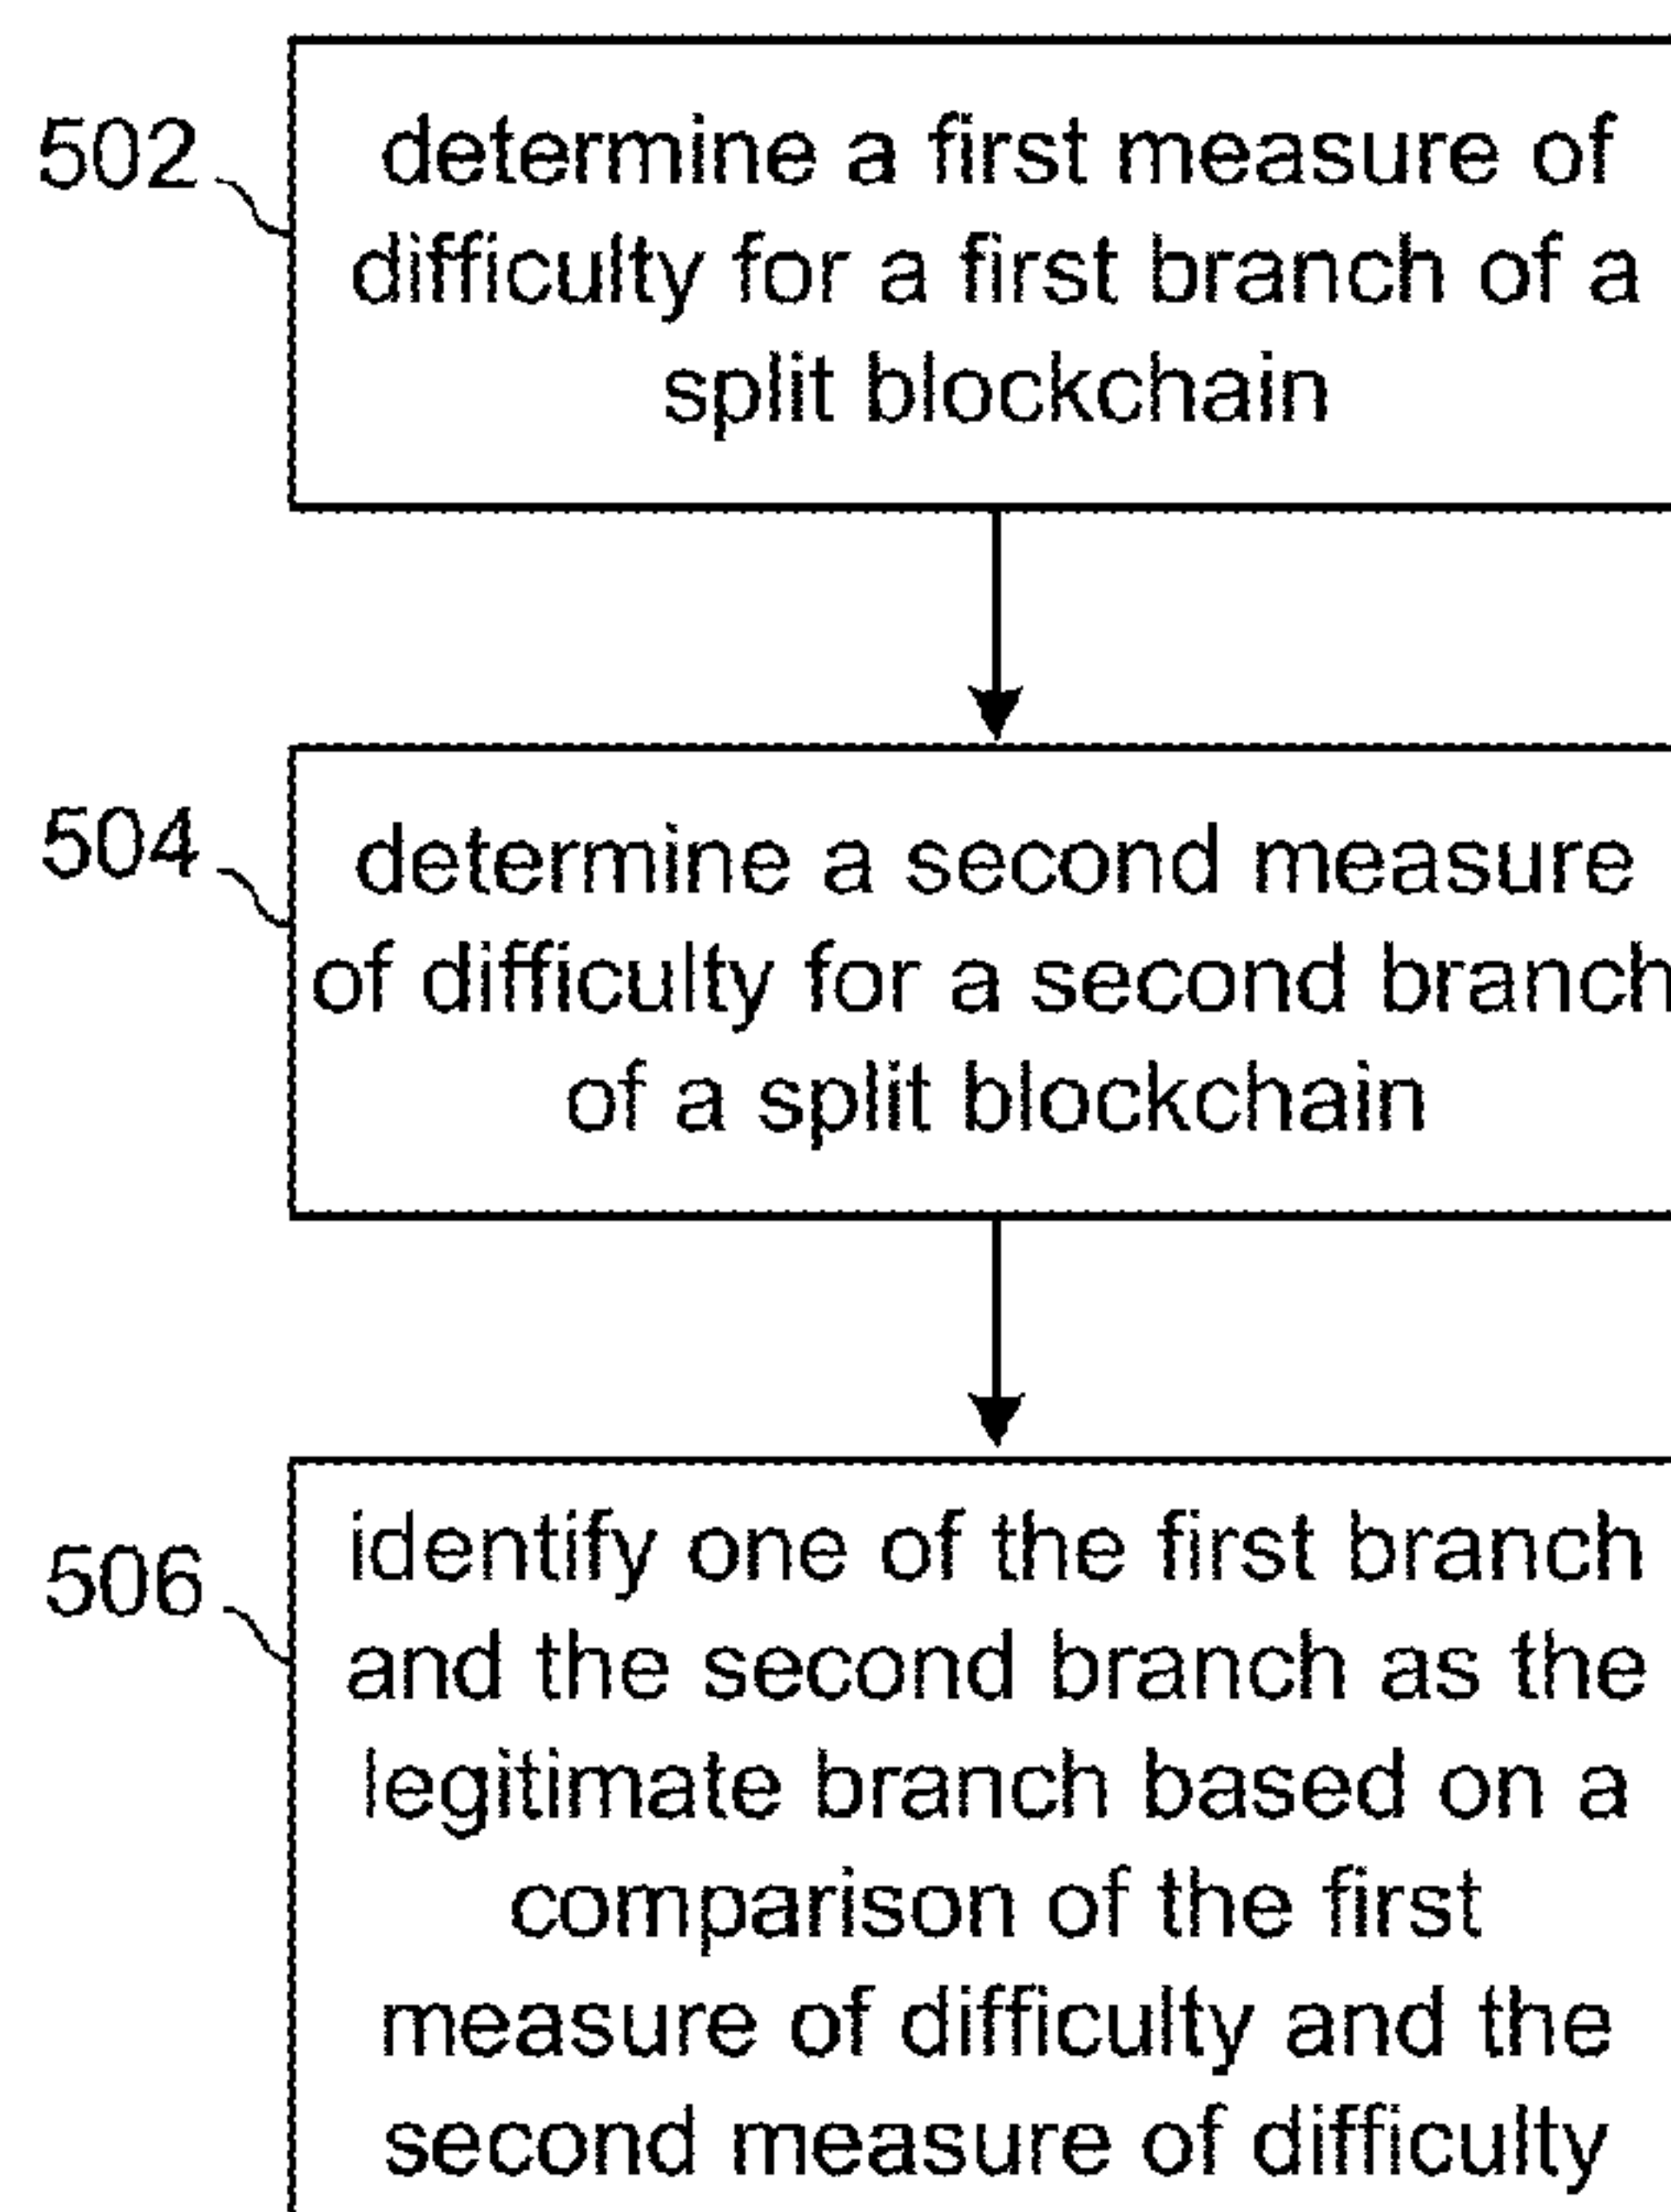 502
determine a first measure of
difficulty for a first branch of a
split blockchain
504
determine a second measure
of difficulty for a second branch
of a split blockchain
506
identify one of the first branch
and the second branch as the
legitimate branch based on a
comparison of the first
measure of difficulty and the
second measure of difficulty